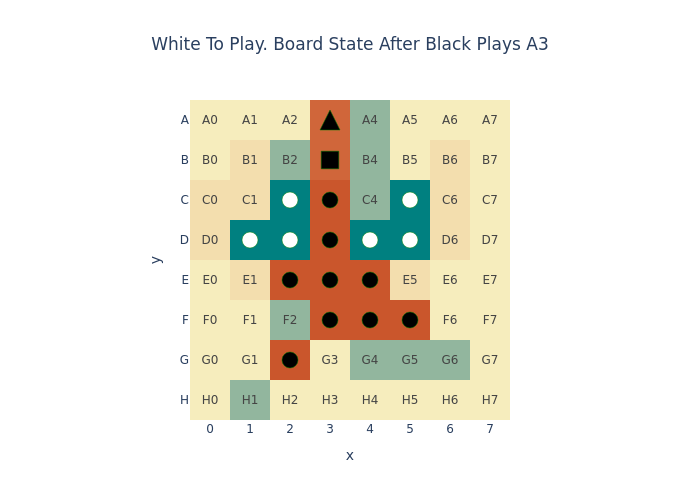 White To Play. Board State After Black Plays A3
A A0 A1 A2 A4 A5 A6 A7
B B0 B1 B2 B4 B5 B6 B7
C C0 C1 C4 C6 C7
D D0 D6 D7
E E0 E1 E5 E6 E7
F F0 F1 F2 F6 F7
G G0 G1 G3 G4 G5 G6 G7
H H0 H1 H2 H3 H4 H5 H6 H7
0 1 2 3 4 5 6 7
x
y